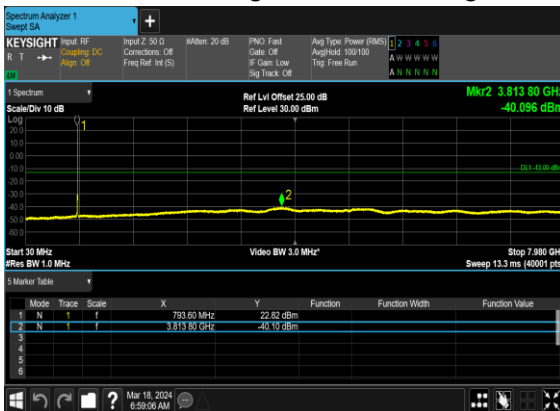 Spectrum Analyzer 1
Swept SA
+
KEYSIGHT Input: RF Input Z: 50 Ω #Atten: 20 dB PNO: Fast Avg Type: Power (RMS) 1 2 3 4 5 6
R T Coupling: DC Corrections: Off Gate: Off Avg|Hold: 100/100 A W W W W W
Align: Off Freq Ref: Int (S) IF Gain: Low Trig: Free Run
LW Sig Track: Off A N N N N N
1 Spectrum Ref Lvl Offset 25.00 dB Mkr2 3.813 80 GHz
Scale/Div 10 dB Ref Level 30.00 dBm -40.096 dBm
Log
20.0 1
10.0
0.00
-10.0 DL1 -13.00 dBm
-20.0
-30.0 2
-40.0
-50.0
-60.0
Start 30 MHz Video BW 3.0 MHz* Stop 7.980 GH
#Res BW 1.0 MHz Sweep 13.3 ms (40001 pts
5 Marker Table
Mode Trace Scale X Y Function Function Width Function Value
1 N 1 f 793.60 MHz 22.82 dBm
2 N 1 f 3.813 80 GHz -40.10 dBm
3
4
5
6
? Mar 18, 2024
6:59:06 AM